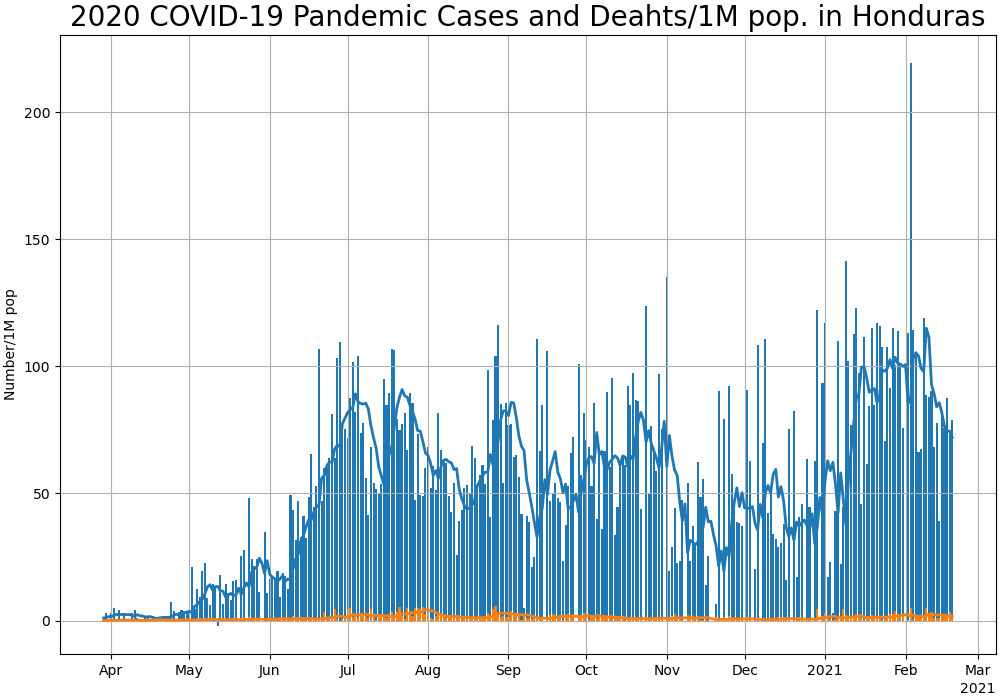 2020 COVID-19 Pandemic Cases and Deahts/1M pop. in Honduras
Number/1M pop
200
150
100
50
0
Apr May Jun Jul Aug Sep Oct Nov Dec 2021 Feb Mar
2021